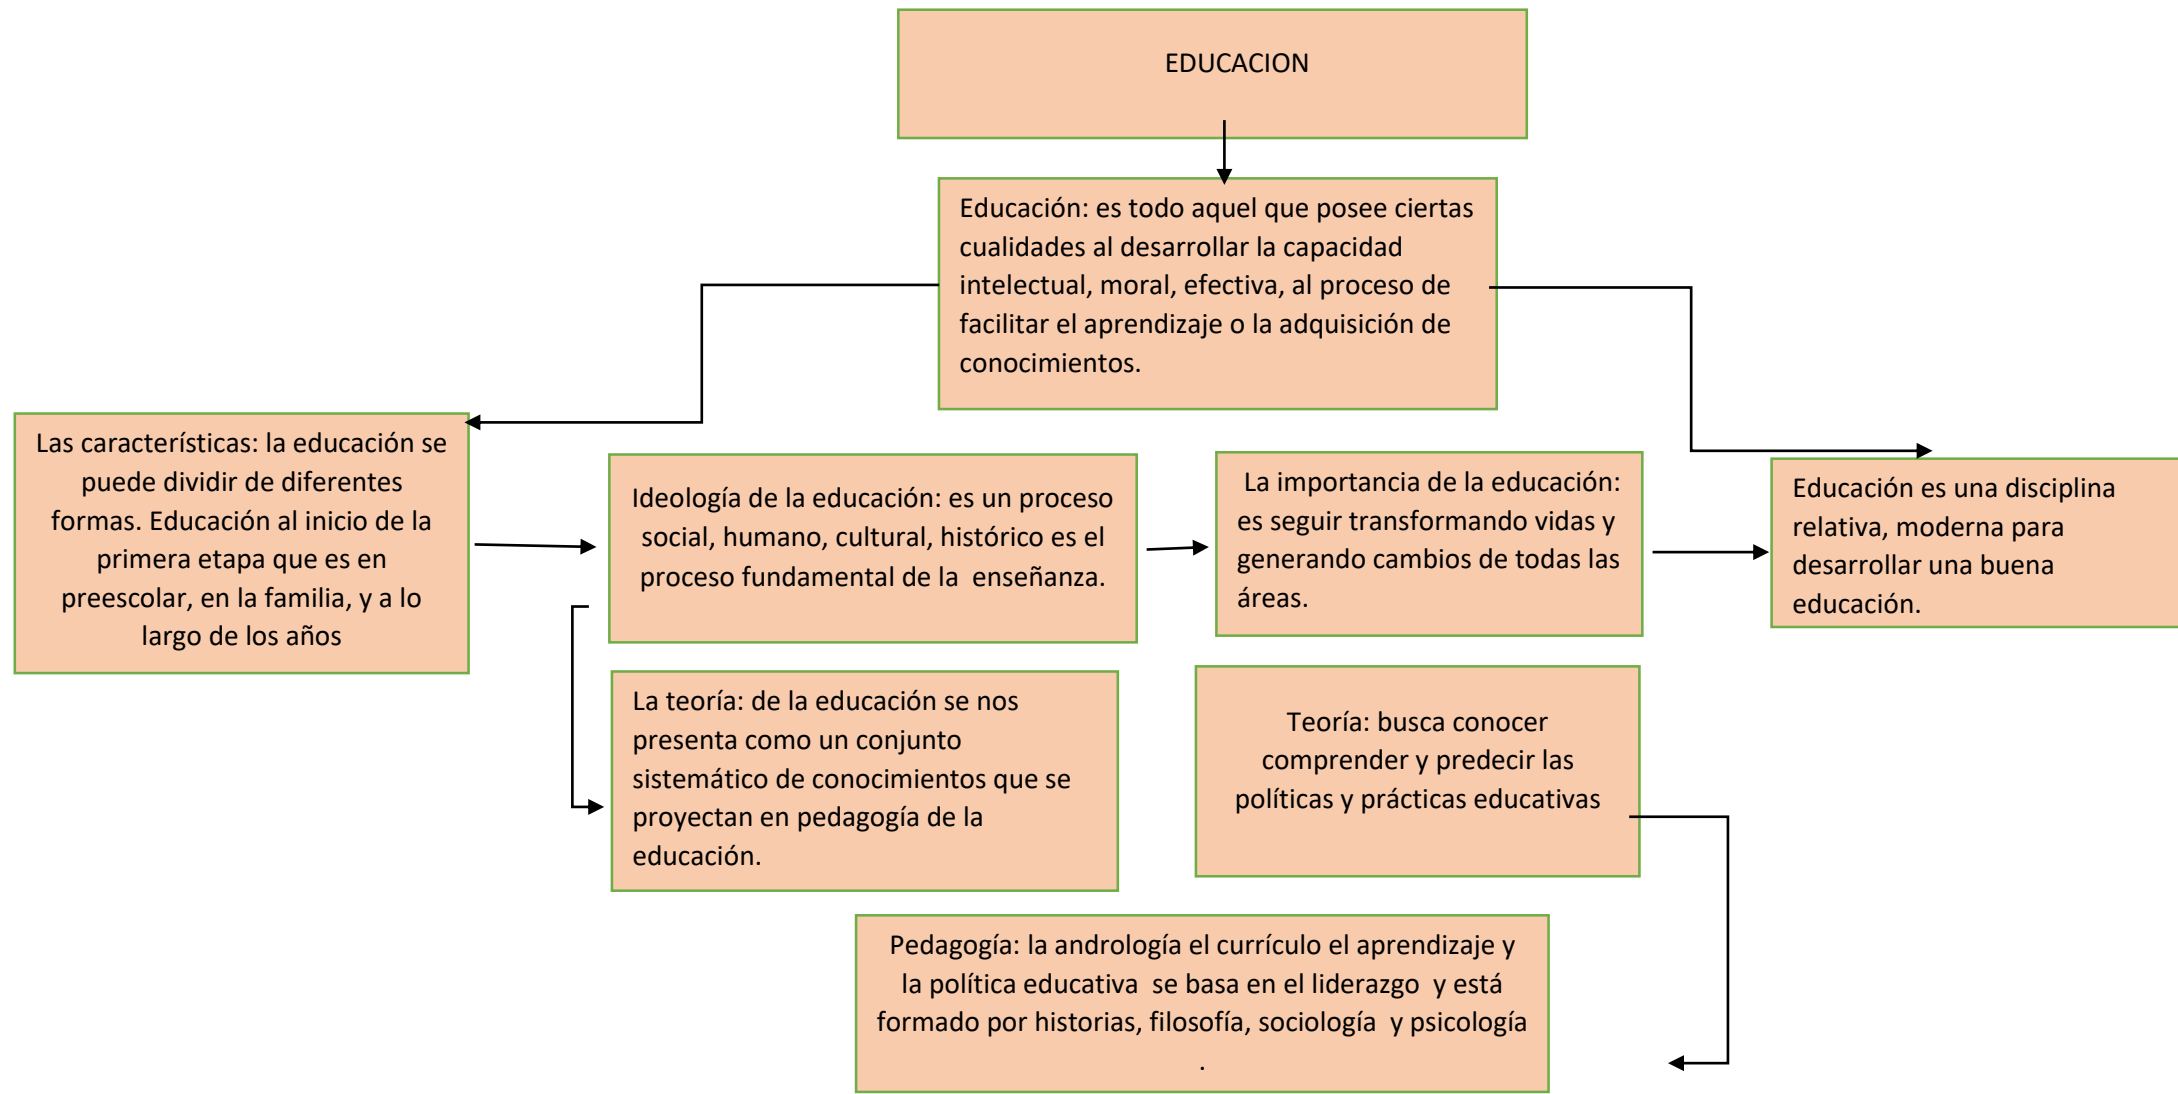 EDUCACION
Educación: es todo aquel que posee ciertas
cualidades al desarrollar la capacidad
intelectual, moral, efectiva, al proceso de
facilitar el aprendizaje o la adquisición de
conocimientos.
Las características: la educación se
puede dividir de diferentes
formas. Educación al inicio de la
primera etapa que es en
preescolar, en la familia, y a lo
largo de los años
Ideología de la educación: es un proceso
social, humano, cultural, histórico es el
proceso fundamental de la  enseñanza.
La importancia de la educación:
es seguir transformando vidas y
generando cambios de todas las
áreas.
Educación es una disciplina
relativa, moderna para
desarrollar una buena
educación.
La teoría: de la educación se nos
presenta como un conjunto
sistemático de conocimientos que se
proyectan en pedagogía de la
educación.
Teoría: busca conocer
comprender y predecir las
políticas y prácticas educativas
Pedagogía: la andrología el currículo el aprendizaje y
la política educativa  se basa en el liderazgo  y está
formado por historias, filosofía, sociología  y psicología
.